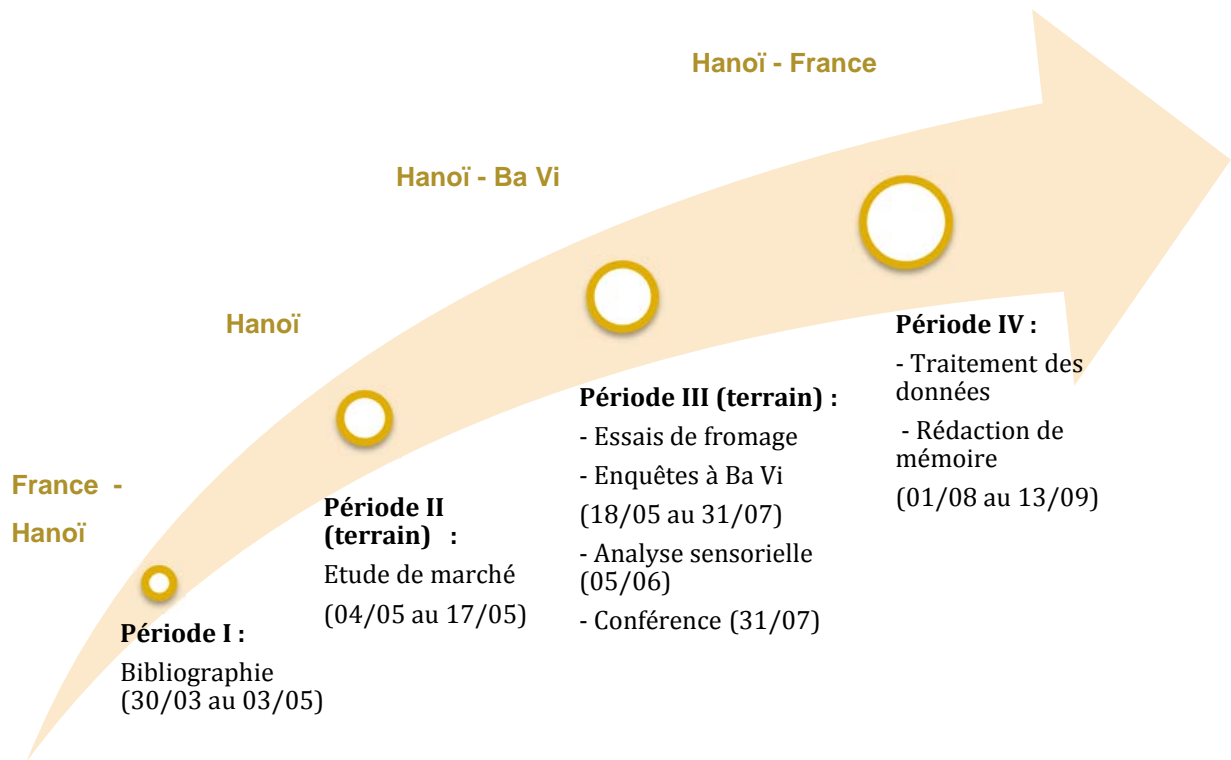 Hanoï - France
Hanoï - Ba Vi
Hanoï
France -
Hanoï
Période I :
Bibliographie
(30/03 au 03/05)
Période II
(terrain) :
Etude de marché
(04/05 au 17/05)
Période III (terrain) :
- Essais de fromage
- Enquêtes à Ba Vi
(18/05 au 31/07)
- Analyse sensorielle
(05/06)
- Conférence (31/07)
Période IV :
- Traitement des
données
- Rédaction de
mémoire
(01/08 au 13/09)